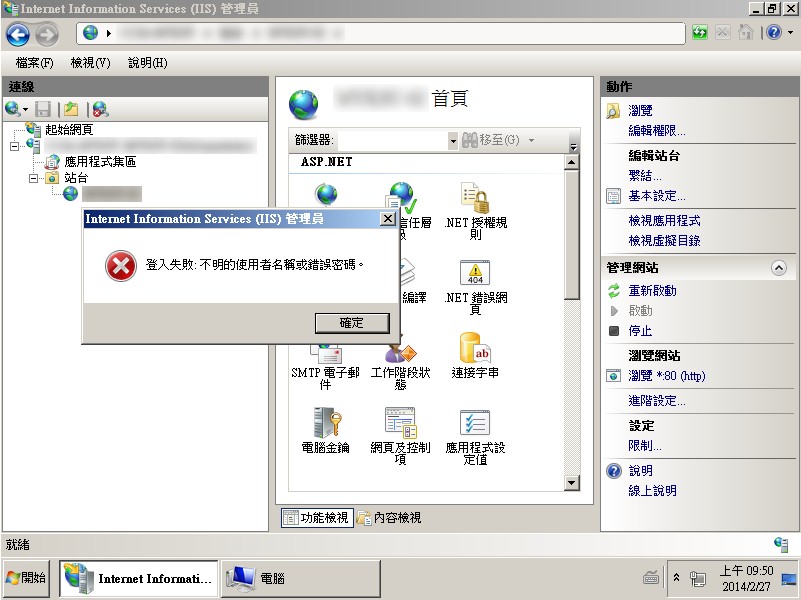 Internet Information Services (IIS) 管理員
檔案(F) 檢視(V) 說明(H)
連線
起始網頁
應用程式集區
站台
首頁
篩選器:
移至(G)
ASP.NET
信任層
.NET 授權規則
編譯
.NET 錯誤網頁
404
SMTP 電子郵件
工作階段狀態
連接字串
ab
電腦金鑰
網頁及控制項
應用程式設定值
功能檢視
內容檢視
Internet Information Services (IIS) 管理員
登入失敗: 不明的使用者名稱或錯誤密碼。
確定
動作
瀏覽
編輯權限...
編輯站台
繫結...
基本設定...
檢視應用程式
檢視虛擬目錄
管理網站
重新啟動
啟動
停止
瀏覽網站
瀏覽 *:80 (http)
進階設定...
設定
限制...
說明
線上說明
就緒
開始
Internet Informati...
電腦
上午 09:50
2014/2/27